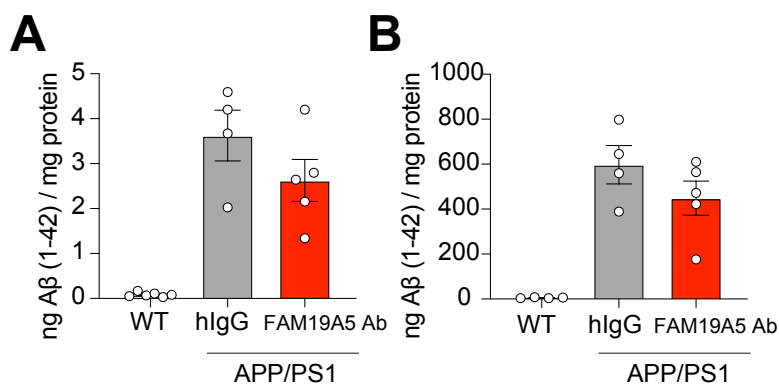 A
ng Aβ (1-42) / mg protein
5
4
3
2
1
0
WT
hIgG
FAM19A5 Ab
APP/PS1
B
ng Aβ (1-42) / mg protein
1000
800
600
400
200
0
WT
hIgG
FAM19A5 Ab
APP/PS1